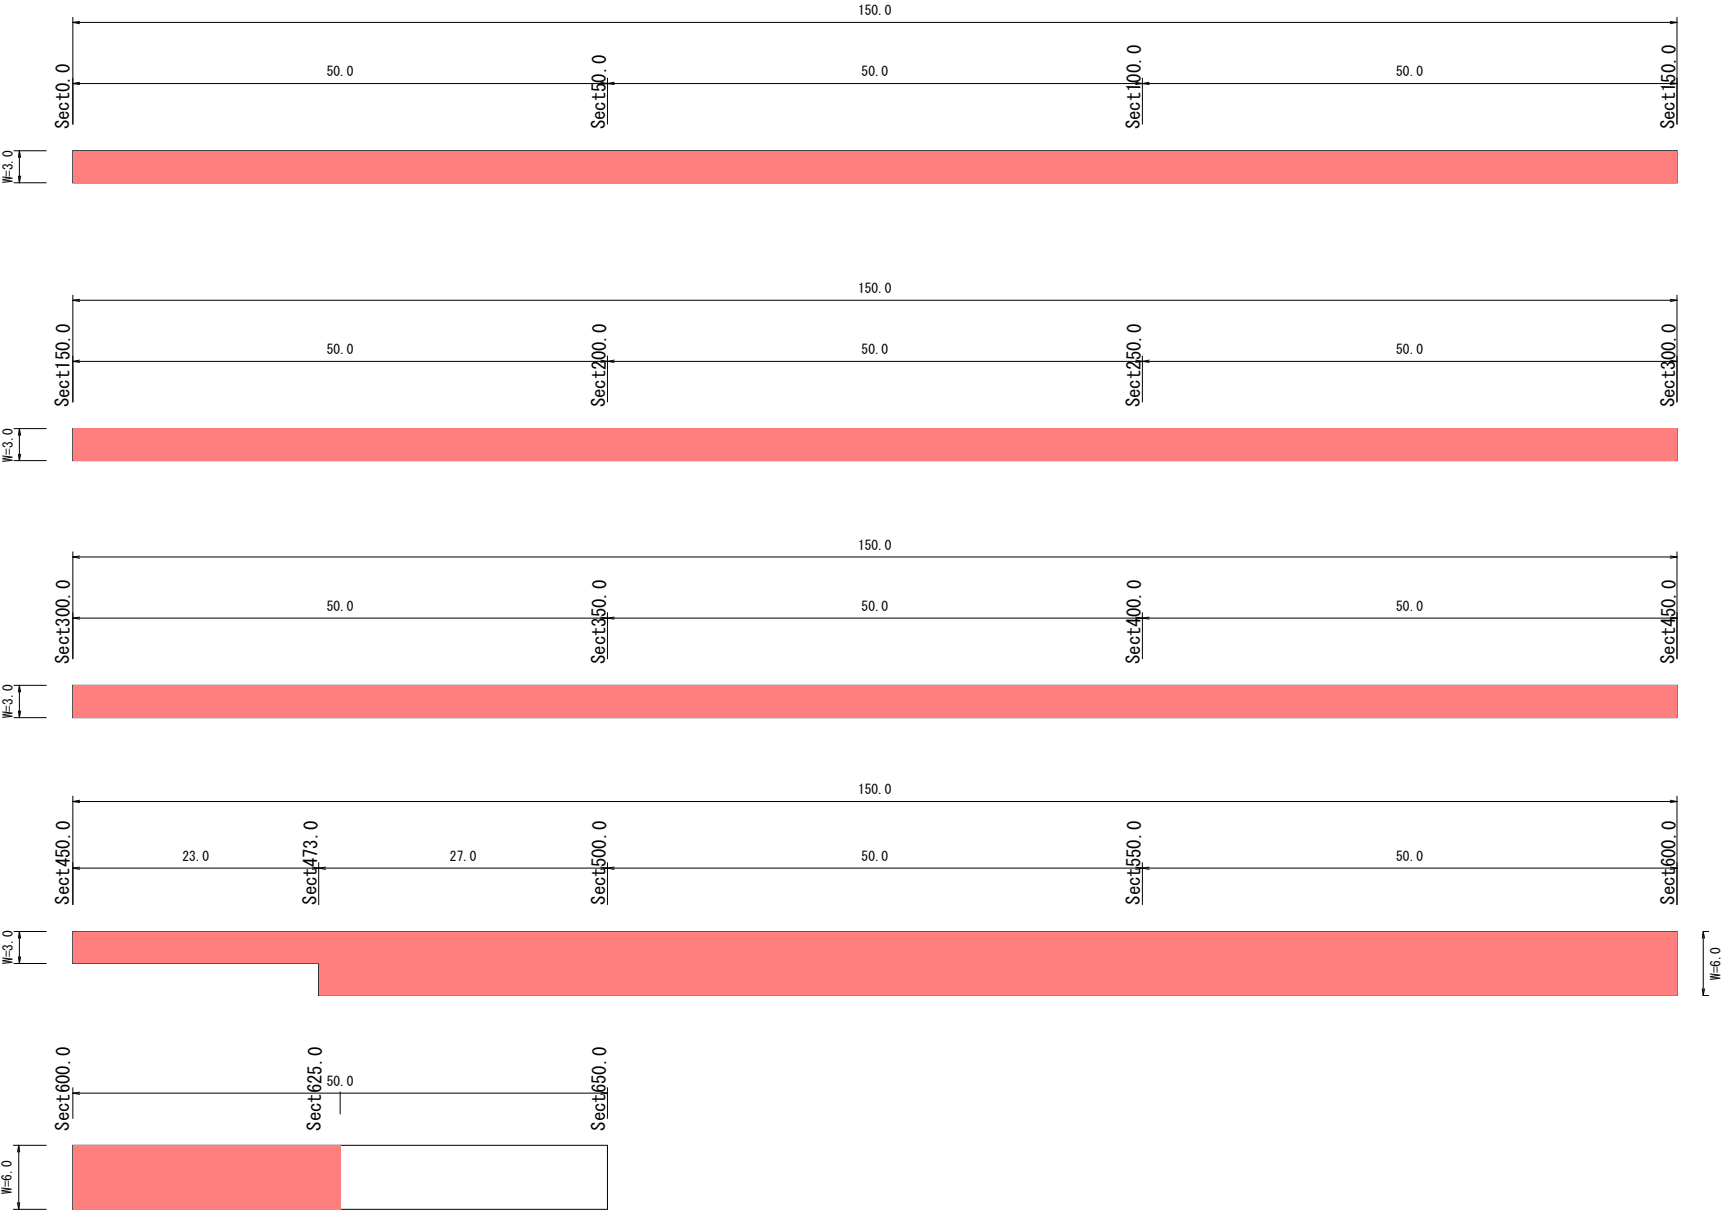 150.0
50.0 50.0 50.0
Sect0.0 Sect50.0 Sect100.0 Sect150.0
W=3.0
150.0
50.0 50.0 50.0
Sect150.0 Sect200.0 Sect250.0 Sect300.0
W=3.0
150.0
50.0 50.0 50.0
Sect300.0 Sect350.0 Sect400.0 Sect450.0
W=3.0
150.0
23.0 27.0 50.0 50.0
Sect450.0 Sect473.0 Sect500.0 Sect550.0 Sect600.0
W=3.0 W=6.0
50.0
Sect600.0 Sect625.0 Sect650.0
W=6.0